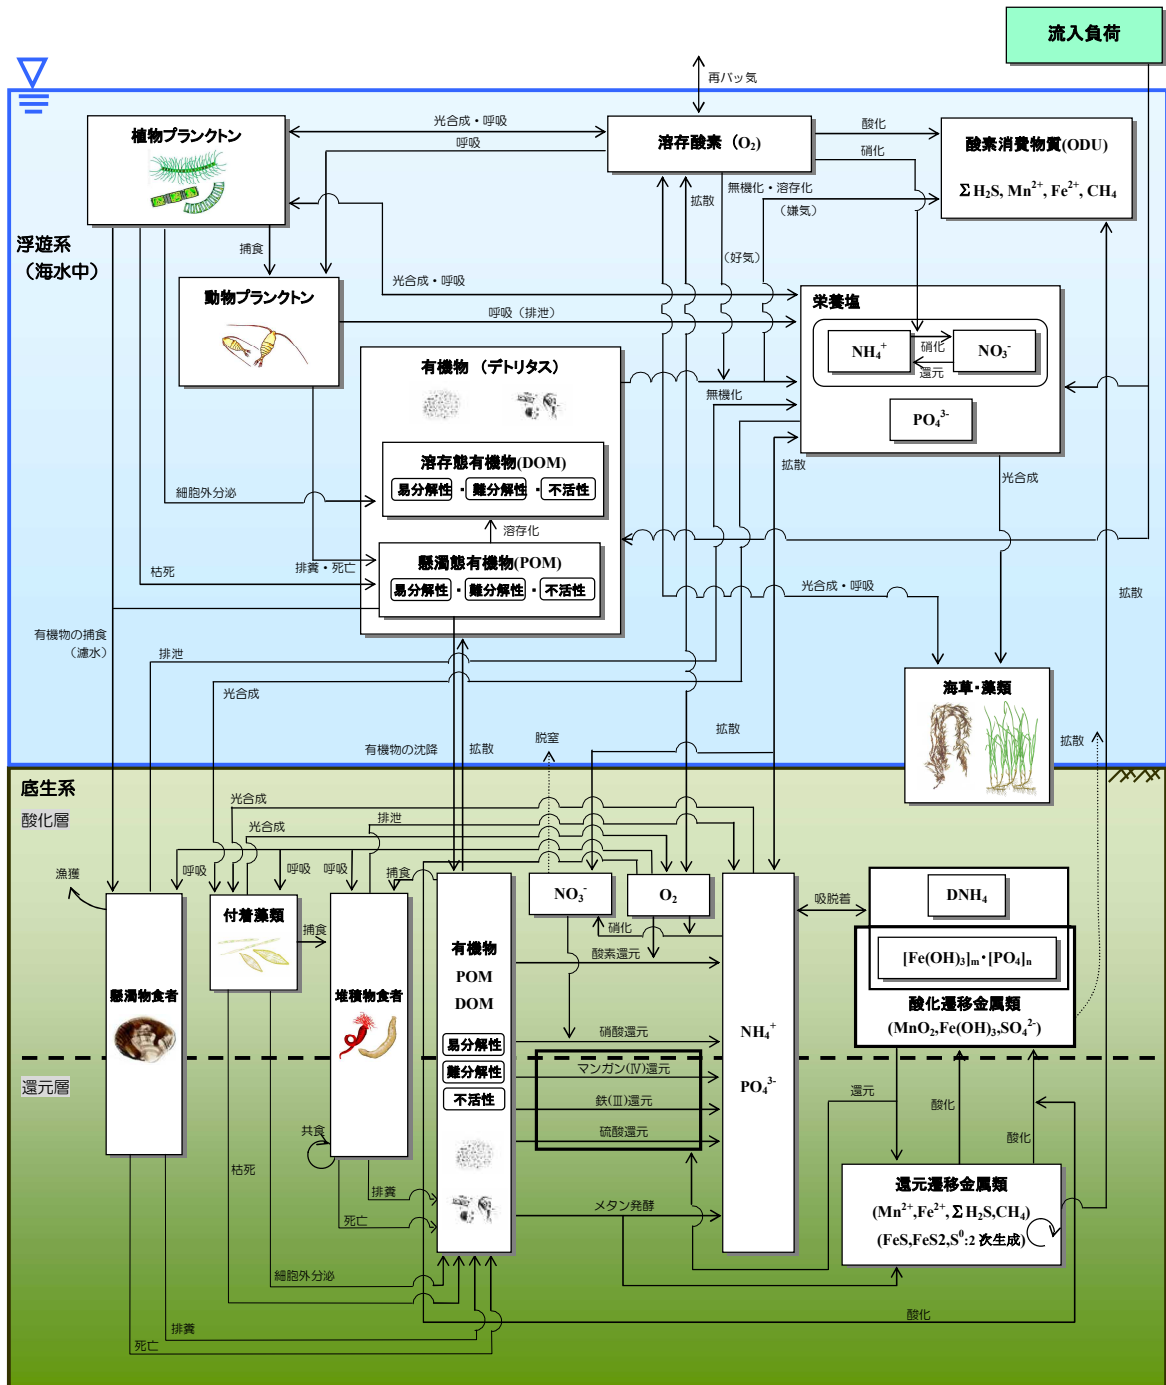 流入負荷
再バッ気
植物プランクトン
光合成・呼吸
呼吸
溶存酸素（O₂）
酸化
硝化
酸素消費物質(ODU)
ΣH₂S, Mn²⁺, Fe²⁺, CH₄
無機化・溶存化
（嫌気）
拡散
（好気）
浮遊系
（海水中）
捕食
光合成・呼吸
動物プランクトン
呼吸（排泄）
栄養塩
NH₄⁺
硝化
還元
NO₃⁻
PO₄³⁻
有機物（デトリタス）
無機化
拡散
光合成
溶存態有機物(DOM)
易分解性・難分解性・不活性
細胞外分泌
溶存化
懸濁態有機物(POM)
易分解性・難分解性・不活性
排糞・死亡
枯死
光合成・呼吸
拡散
有機物の捕食
（濾水）
排泄
光合成
海草・藻類
有機物の沈降
拡散
脱窒
拡散
拡散
底生系
酸化層
光合成
光合成
排泄
漁獲
呼吸
呼吸
呼吸
捕食
NO₃⁻
O₂
硝化
吸脱着
DNH₄
付着藻類
捕食
懸濁物食者
堆積物食者
有機物
POM
DOM
易分解性
難分解性
不活性
酸素還元
硝酸還元
マンガン(Ⅳ)還元
鉄(Ⅲ)還元
硫酸還元
メタン発酵
NH₄⁺
PO₄³⁻
[Fe(OH)₃]m・[PO₄]n
酸化遷移金属類
(MnO₂,Fe(OH)₃,SO₄²⁻)
還元層
還元
酸化
酸化
共食
枯死
排糞
死亡
還元遷移金属類
(Mn²⁺,Fe²⁺,ΣH₂S,CH₄)
(FeS,FeS2,S⁰:2 次生成)
細胞外分泌
酸化
排糞
死亡